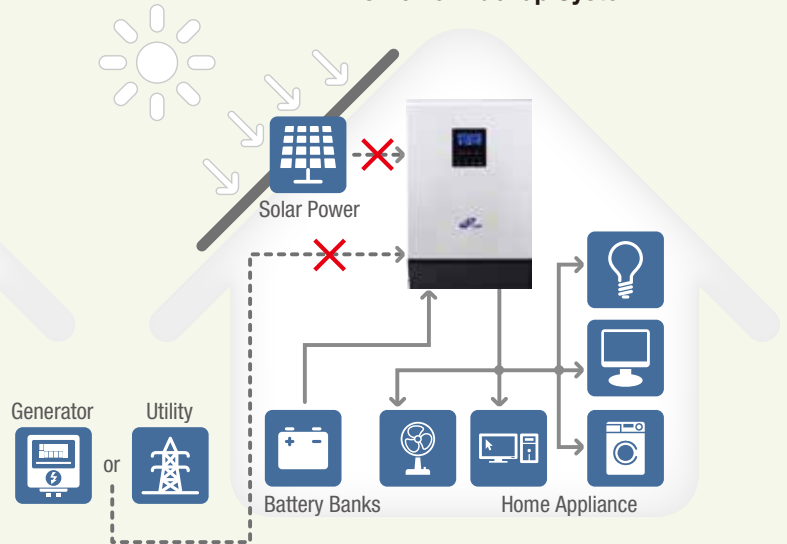 Solar Power
Generator
Utility
or
Battery Banks
Home Appliance